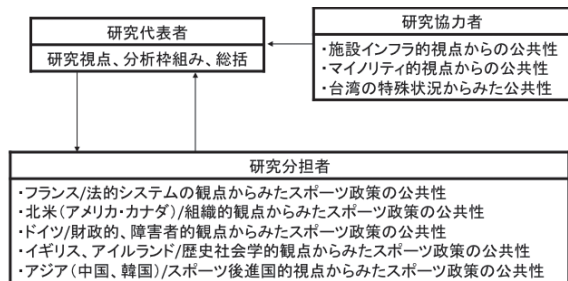 研究代表者
研究視点、分析枠組み、総括
研究協力者
・施設インフラ的視点からの公共性
・マイノリティ的視点からの公共性
・台湾の特殊状況からみた公共性
研究分担者
・フランス/法的システムの観点からみたスポーツ政策の公共性
・北米(アメリカ・カナダ)/組織的観点からみたスポーツ政策の公共性
・ドイツ/財政的、障害者的観点からみたスポーツ政策の公共性
・イギリス、アイルランド/歴史社会学的観点からみたスポーツ政策の公共性
・アジア(中国、韓国)/スポーツ後進国的視点からみたスポーツ政策の公共性